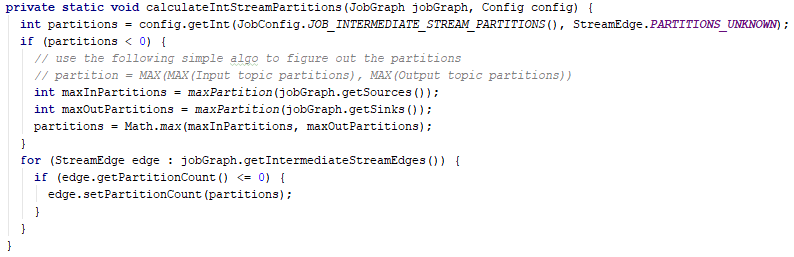 private static void calculateIntStreamPartitions(JobGraph jobGraph, Config config) {
  int partitions = config.getInt(JobConfig.JOB_INTERMEDIATE_STREAM_PARTITIONS(), StreamEdge.PARTITIONS_UNKNOWN);
  if (partitions < 0) {
    // use the following simple algo to figure out the partitions
    // partition = MAX(MAX(Input topic partitions), MAX(Output topic partitions))
    int maxInPartitions = maxPartition(jobGraph.getSources());
    int maxOutPartitions = maxPartition(jobGraph.getSinks());
    partitions = Math.max(maxInPartitions, maxOutPartitions);
  }
  for (StreamEdge edge : jobGraph.getIntermediateStreamEdges()) {
    if (edge.getPartitionCount() <= 0) {
      edge.setPartitionCount(partitions);
    }
  }
}